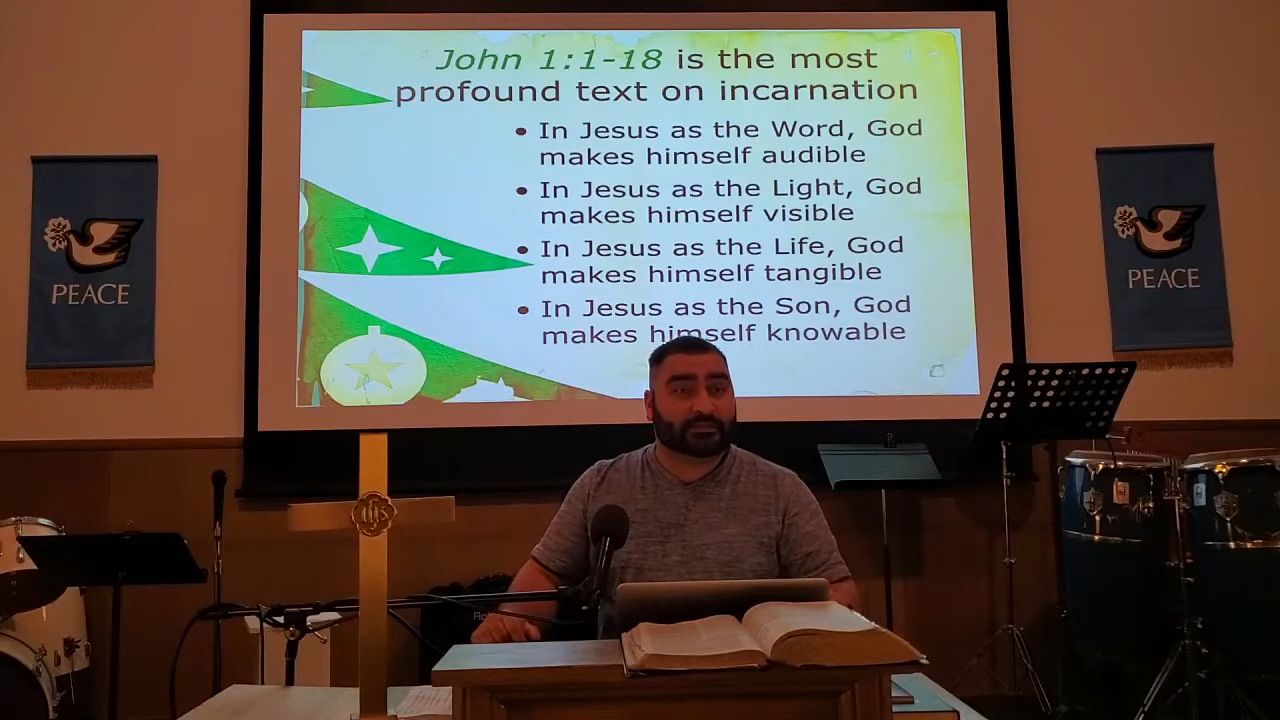 John 1:1-18 is the most
profound text on incarnation
• In Jesus as the Word, God
makes himself audible
• In Jesus as the Light, God
makes himself visible
• In Jesus as the Life, God
makes himself tangible
• In Jesus as the Son, God
makes himself knowable
PEACE
PEACE
IHS